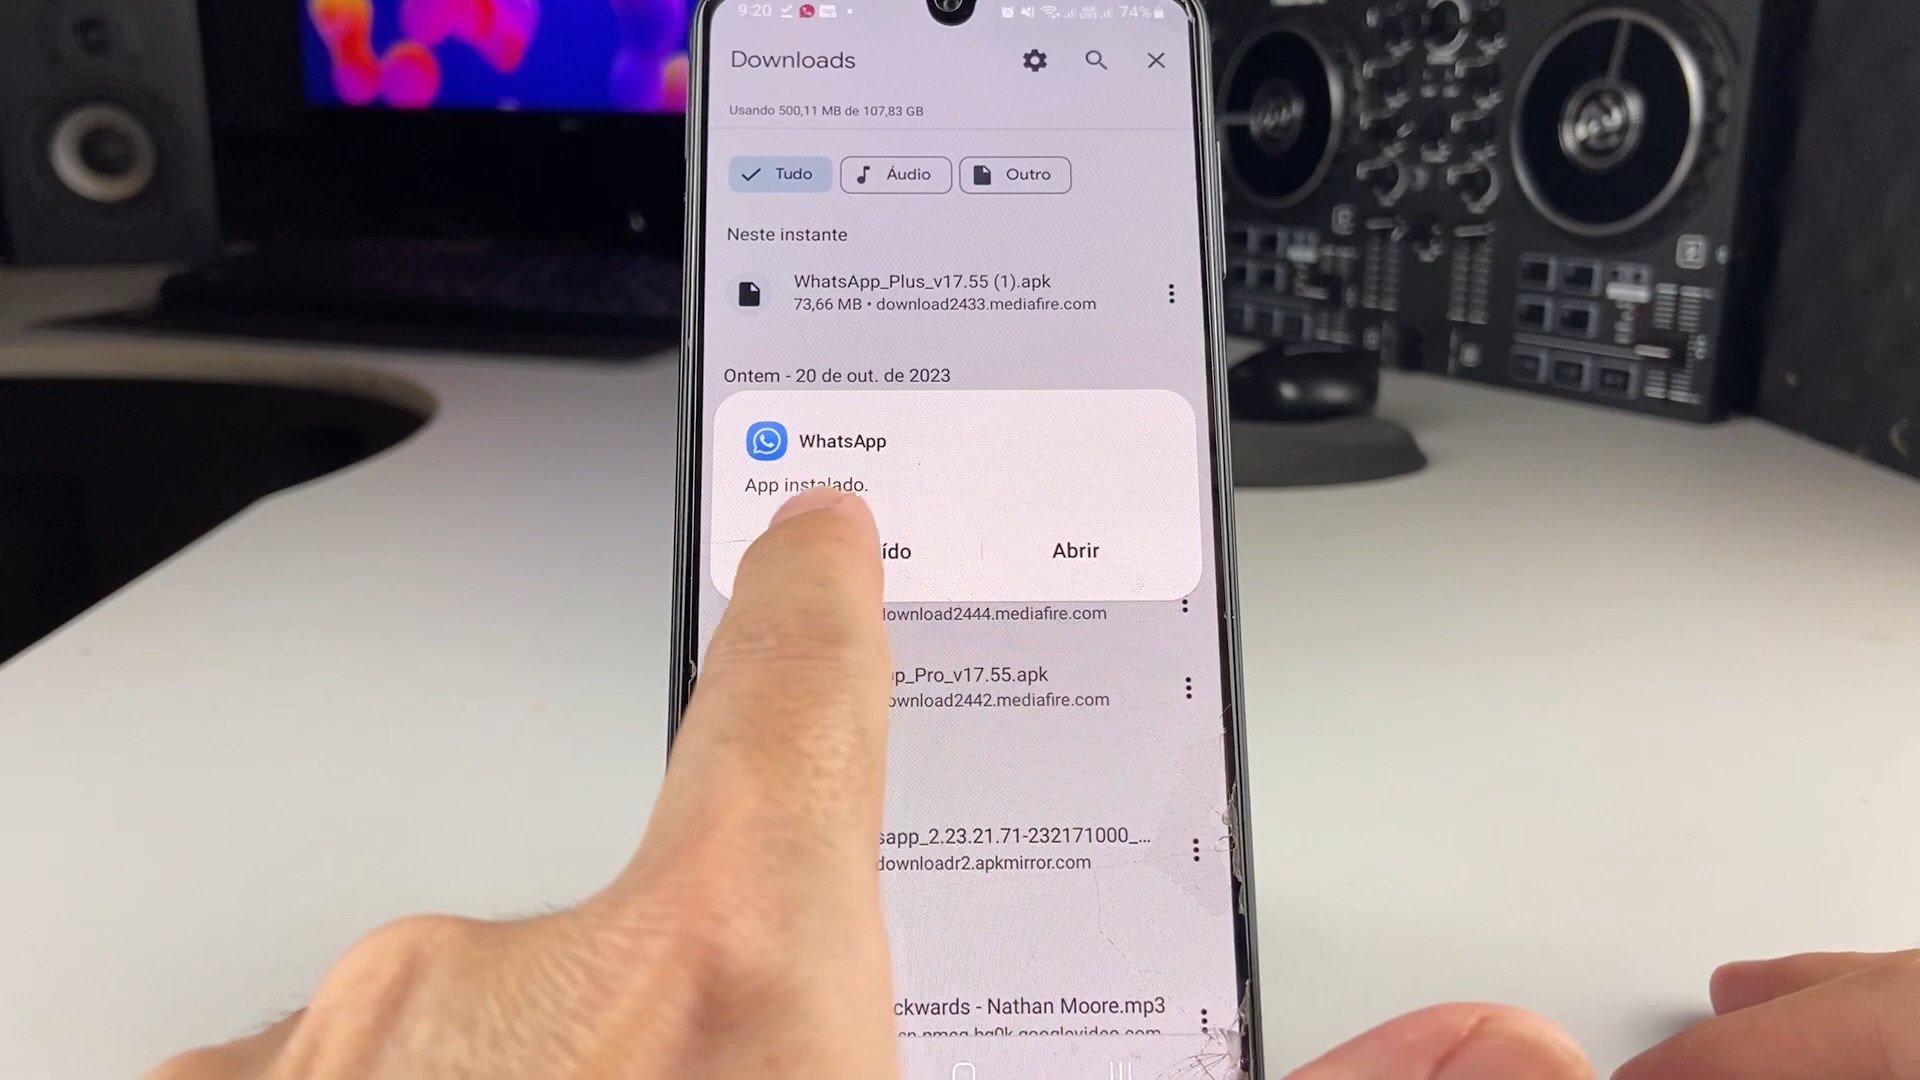 9:20
74%
Downloads
Usando 500,11 MB de 107,83 GB
Tudo
Áudio
Outro
Neste instante
WhatsApp_Plus_v17.55 (1).apk
73,66 MB • download2433.mediafire.com
Ontem - 20 de out. de 2023
WhatsApp
App instalado.
ído
Abrir
download2444.mediafire.com
p_Pro_v17.55.apk
ownload2442.mediafire.com
sapp_2.23.21.71-232171000_...
downloadr2.apkmirror.com
ckwards - Nathan Moore.mp3